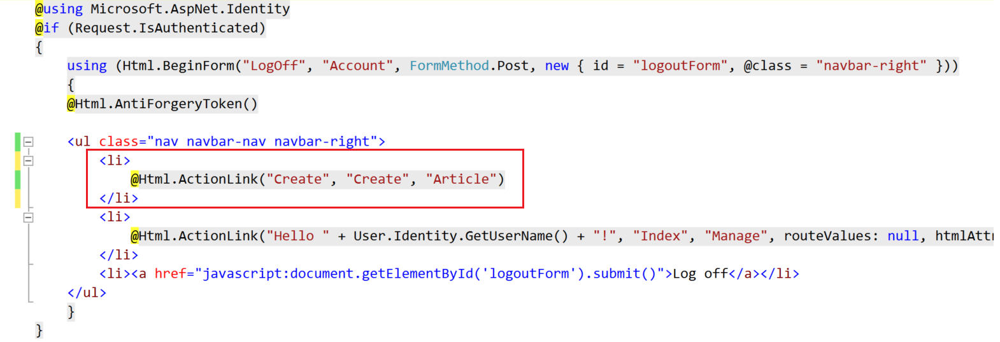 @using Microsoft.AspNet.Identity
@if (Request.IsAuthenticated)
{
using (Html.BeginForm("LogOff", "Account", FormMethod.Post, new { id = "logoutForm", @class = "navbar-right" }))
{
@Html.AntiForgeryToken()
<ul class="nav navbar-nav navbar-right">
<li>
@Html.ActionLink("Create", "Create", "Article")
</li>
<li>
@Html.ActionLink("Hello " + User.Identity.GetUserName() + "!", "Index", "Manage", routeValues: null, htmlAttr
</li>
<li><a href="javascript:document.getElementById('logoutForm').submit()">Log off</a></li>
</ul>
}
}